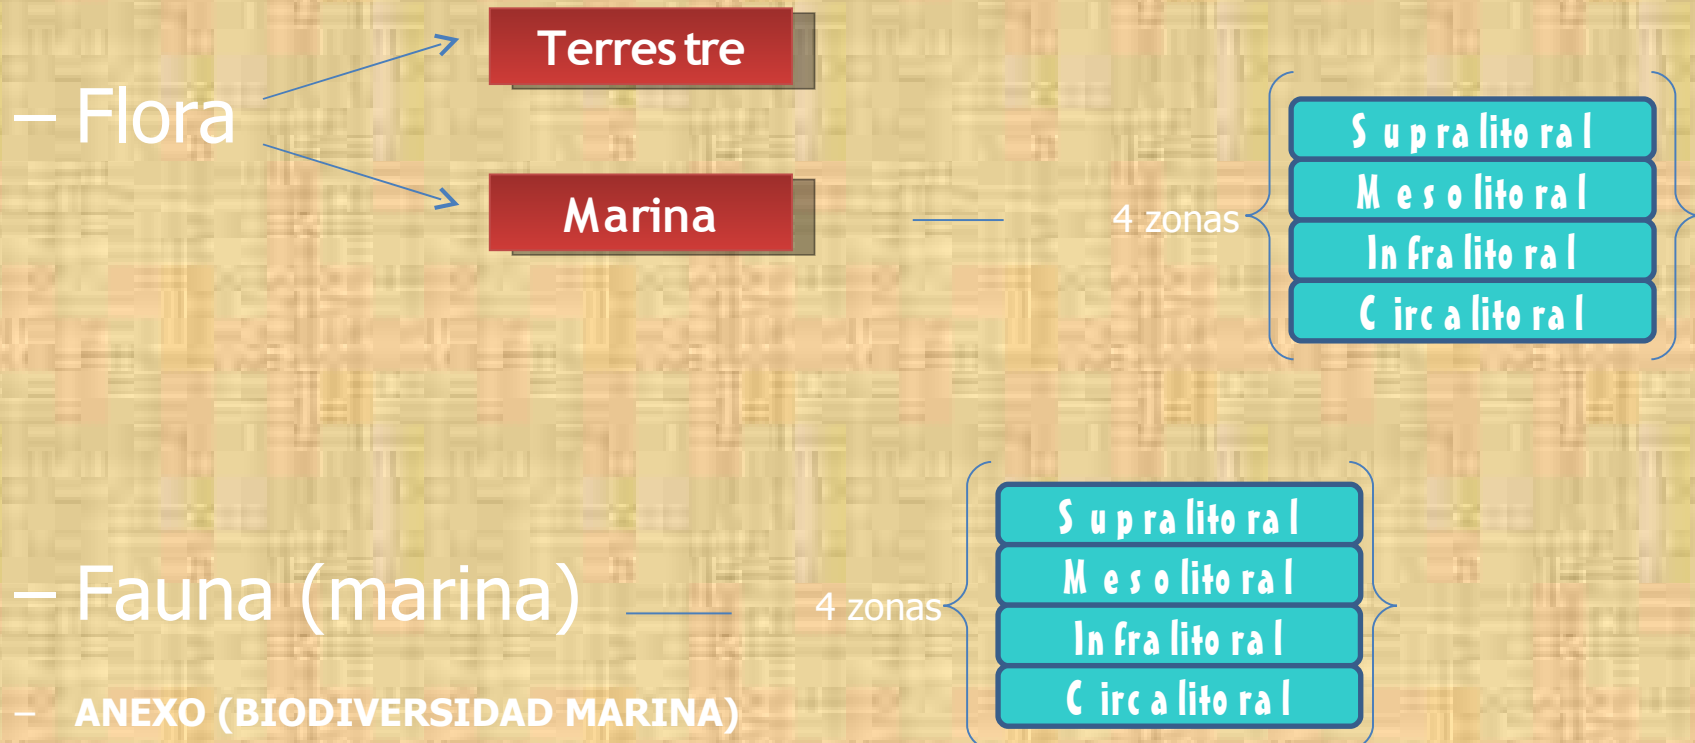 Terrestre
– Flora
Marina
4 zonas
Supralitoral
Mesolitoral
Infralitoral
Circalitoral
– Fauna (marina)
4 zonas
Supralitoral
Mesolitoral
Infralitoral
Circalitoral
– ANEXO (BIODIVERSIDAD MARINA)